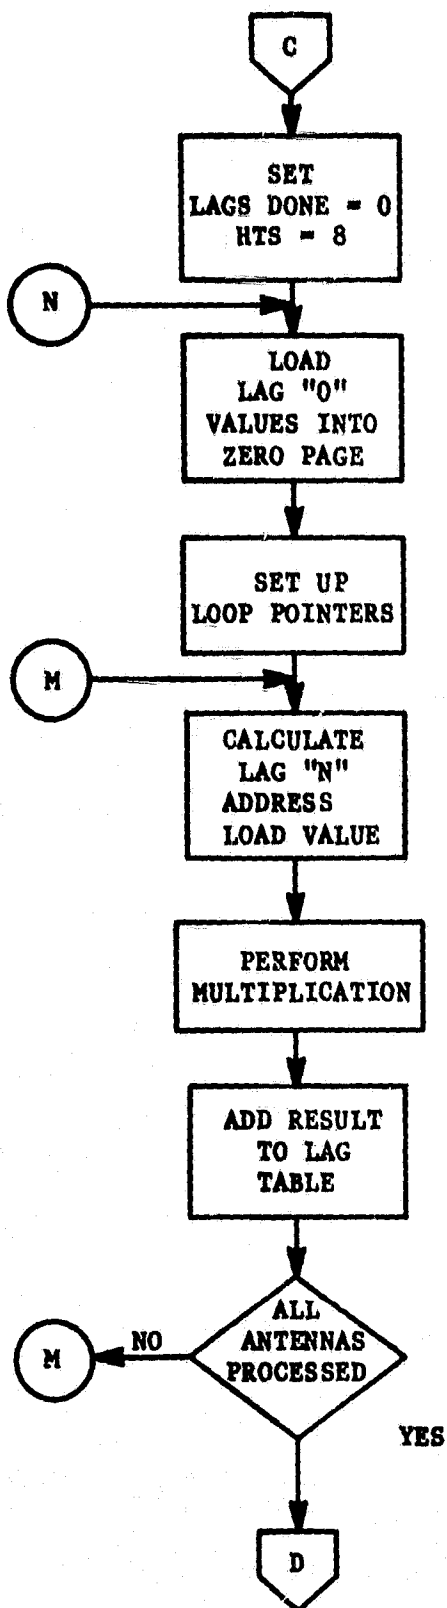 C
SET
LAGS DONE = 0
HTS = 8
N
LOAD
LAG "0"
VALUES INTO
ZERO PAGE
SET UP
LOOP POINTERS
M
CALCULATE
LAG "N"
ADDRESS
LOAD VALUE
PERFORM
MULTIPLICATION
ADD RESULT
TO LAG
TABLE
ALL
ANTENNAS
PROCESSED
NO
M
YES
D